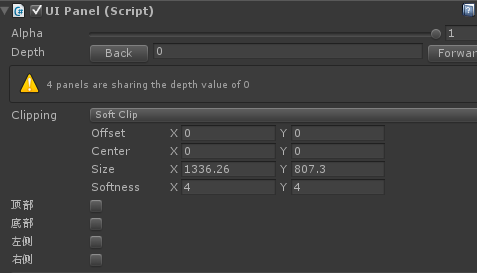 UI Panel (Script)
Alpha 1
Depth Back 0 Forwar
4 panels are sharing the depth value of 0
Clipping Soft Clip
Offset X 0 Y 0
Center X 0 Y 0
Size X 1336.26 Y 807.3
Softness X 4 Y 4
顶部
底部
左侧
右侧